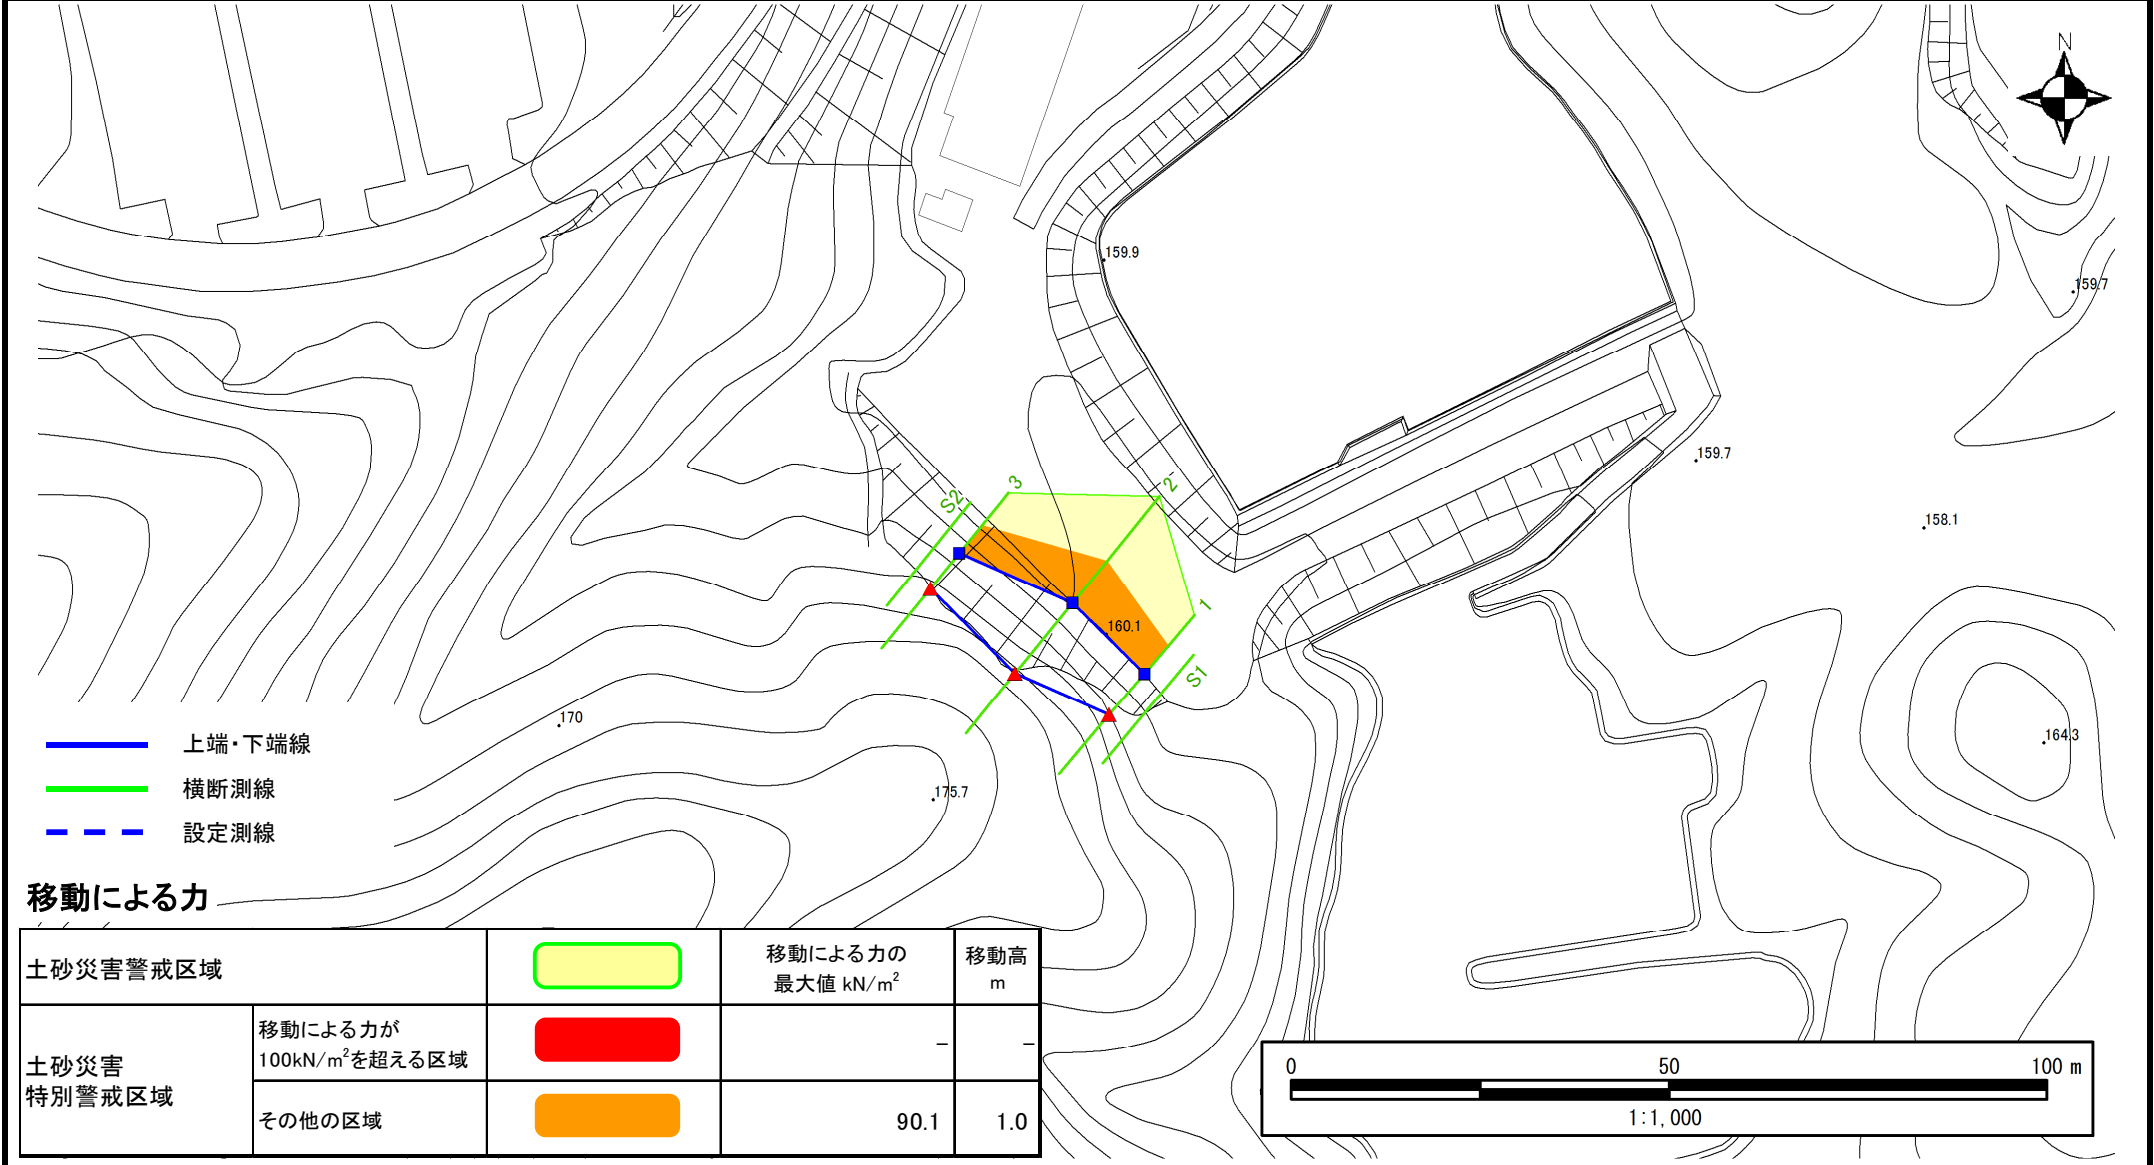 N
159.9
159.7
159.7
158.1
3
2
S2
1
160.1
S1
170
175.7
164.3
上端・下端線
横断測線
設定測線
移動による力
土砂災害警戒区域
移動による力の
最大値 kN/m²
移動高
m
土砂災害
特別警戒区域
移動による力が
100kN/m²を超える区域
－
－
その他の区域
90.1
1.0
0 50 100 m
1:1,000